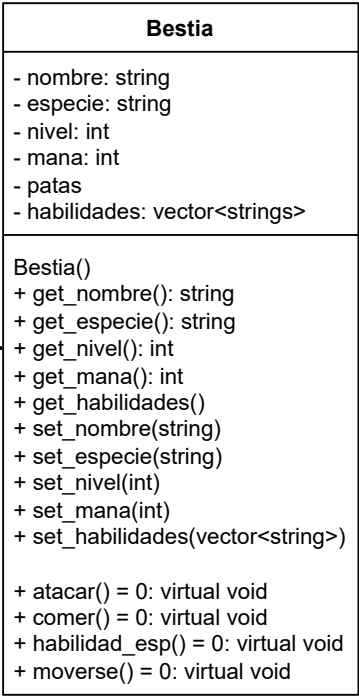 Bestia
- nombre: string
- especie: string
- nivel: int
- mana: int
- patas
- habilidades: vector<strings>
Bestia()
+ get_nombre(): string
+ get_especie(): string
+ get_nivel(): int
+ get_mana(): int
+ get_habilidades()
+ set_nombre(string)
+ set_especie(string)
+ set_nivel(int)
+ set_mana(int)
+ set_habilidades(vector<string>)
+ atacar() = 0: virtual void
+ comer() = 0: virtual void
+ habilidad_esp() = 0: virtual void
+ moverse() = 0: virtual void